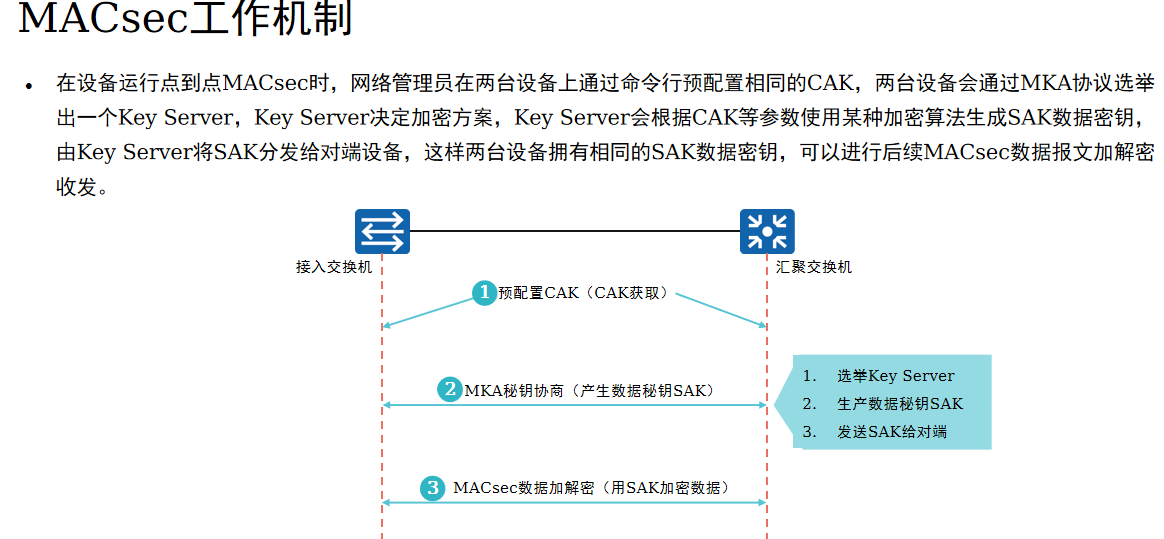 MACsec工作机制
• 在设备运行点到点MACsec时，网络管理员在两台设备上通过命令行预配置相同的CAK，两台设备会通过MKA协议选举
出一个Key Server，Key Server决定加密方案，Key Server会根据CAK等参数使用某种加密算法生成SAK数据密钥，
由Key Server将SAK分发给对端设备，这样两台设备拥有相同的SAK数据密钥，可以进行后续MACsec数据报文加解密
收发。
接入交换机
汇聚交换机
1 预配置CAK（CAK获取）
2 MKA秘钥协商（产生数据秘钥SAK）
1. 选举Key Server
2. 生产数据秘钥SAK
3. 发送SAK给对端
3 MACsec数据加解密（用SAK加密数据）